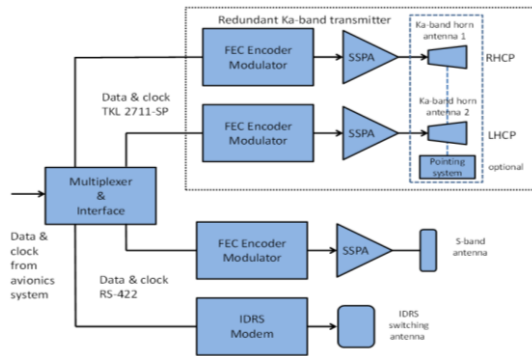 Redundant Ka-band transmitter
Ka-band horn
antenna 1
FEC Encoder
Modulator
SSPA
RHCP
Data & clock
TKL 2711-SP
Ka-band horn
antenna 2
FEC Encoder
Modulator
SSPA
LHCP
Pointing
system
optional
Multiplexer
&
Interface
Data &
clock
from
avionics
system
FEC Encoder
Modulator
SSPA
S-band
antenna
Data & clock
RS-422
IDRS
Modem
IDRS
switching
antenna